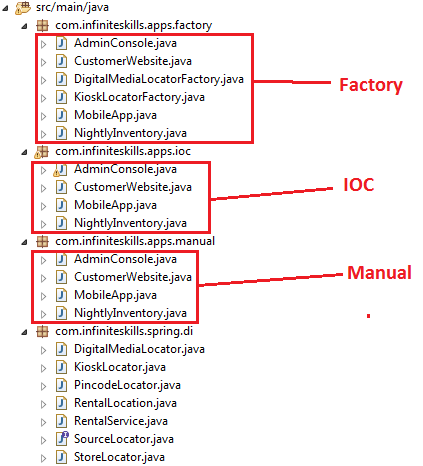 src/main/java
com.infiniteskills.apps.factory
AdminConsole.java
CustomerWebsite.java
DigitalMediaLocatorFactory.java
KioskLocatorFactory.java
MobileApp.java
NightlyInventory.java
Factory
com.infiniteskills.apps.ioc
AdminConsole.java
CustomerWebsite.java
MobileApp.java
NightlyInventory.java
IOC
com.infiniteskills.apps.manual
AdminConsole.java
CustomerWebsite.java
MobileApp.java
NightlyInventory.java
Manual
com.infiniteskills.spring.di
DigitalMediaLocator.java
KioskLocator.java
PincodeLocator.java
RentalLocation.java
RentalService.java
SourceLocator.java
StoreLocator.java